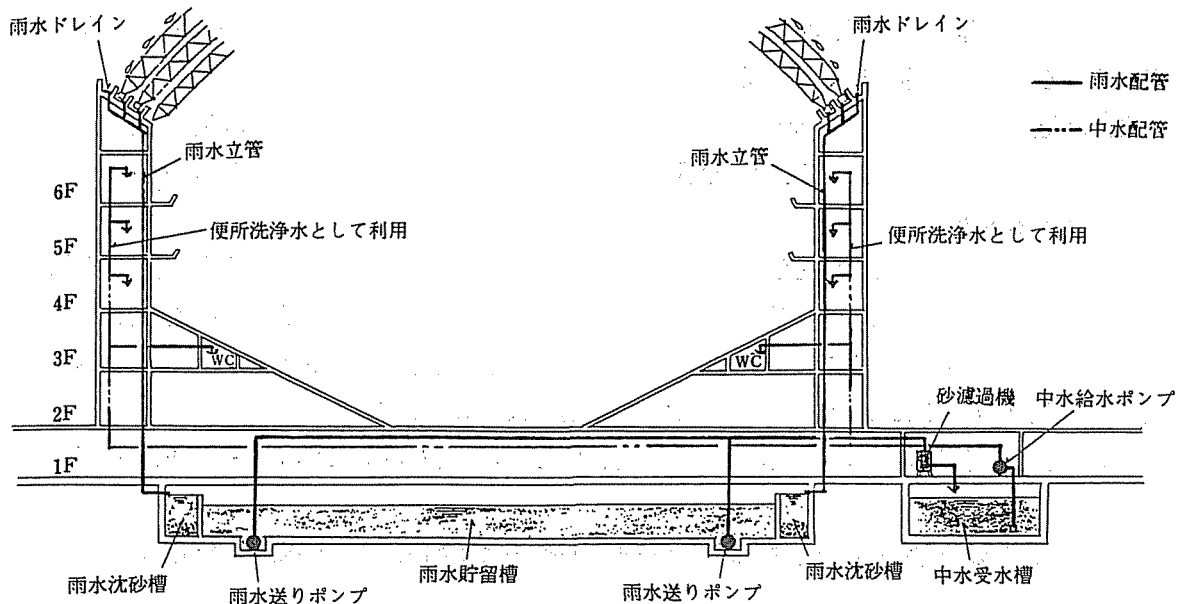 雨水ドレイン
雨水ドレイン
雨水配管
中水配管
雨水立管
雨水立管
6F
便所洗浄水として利用
便所洗浄水として利用
5F
4F
3F
WC
WC
2F
砂濾過機
中水給水ポンプ
1F
雨水沈砂槽
雨水送りポンプ
雨水貯留槽
雨水送りポンプ
雨水沈砂槽
中水受水槽